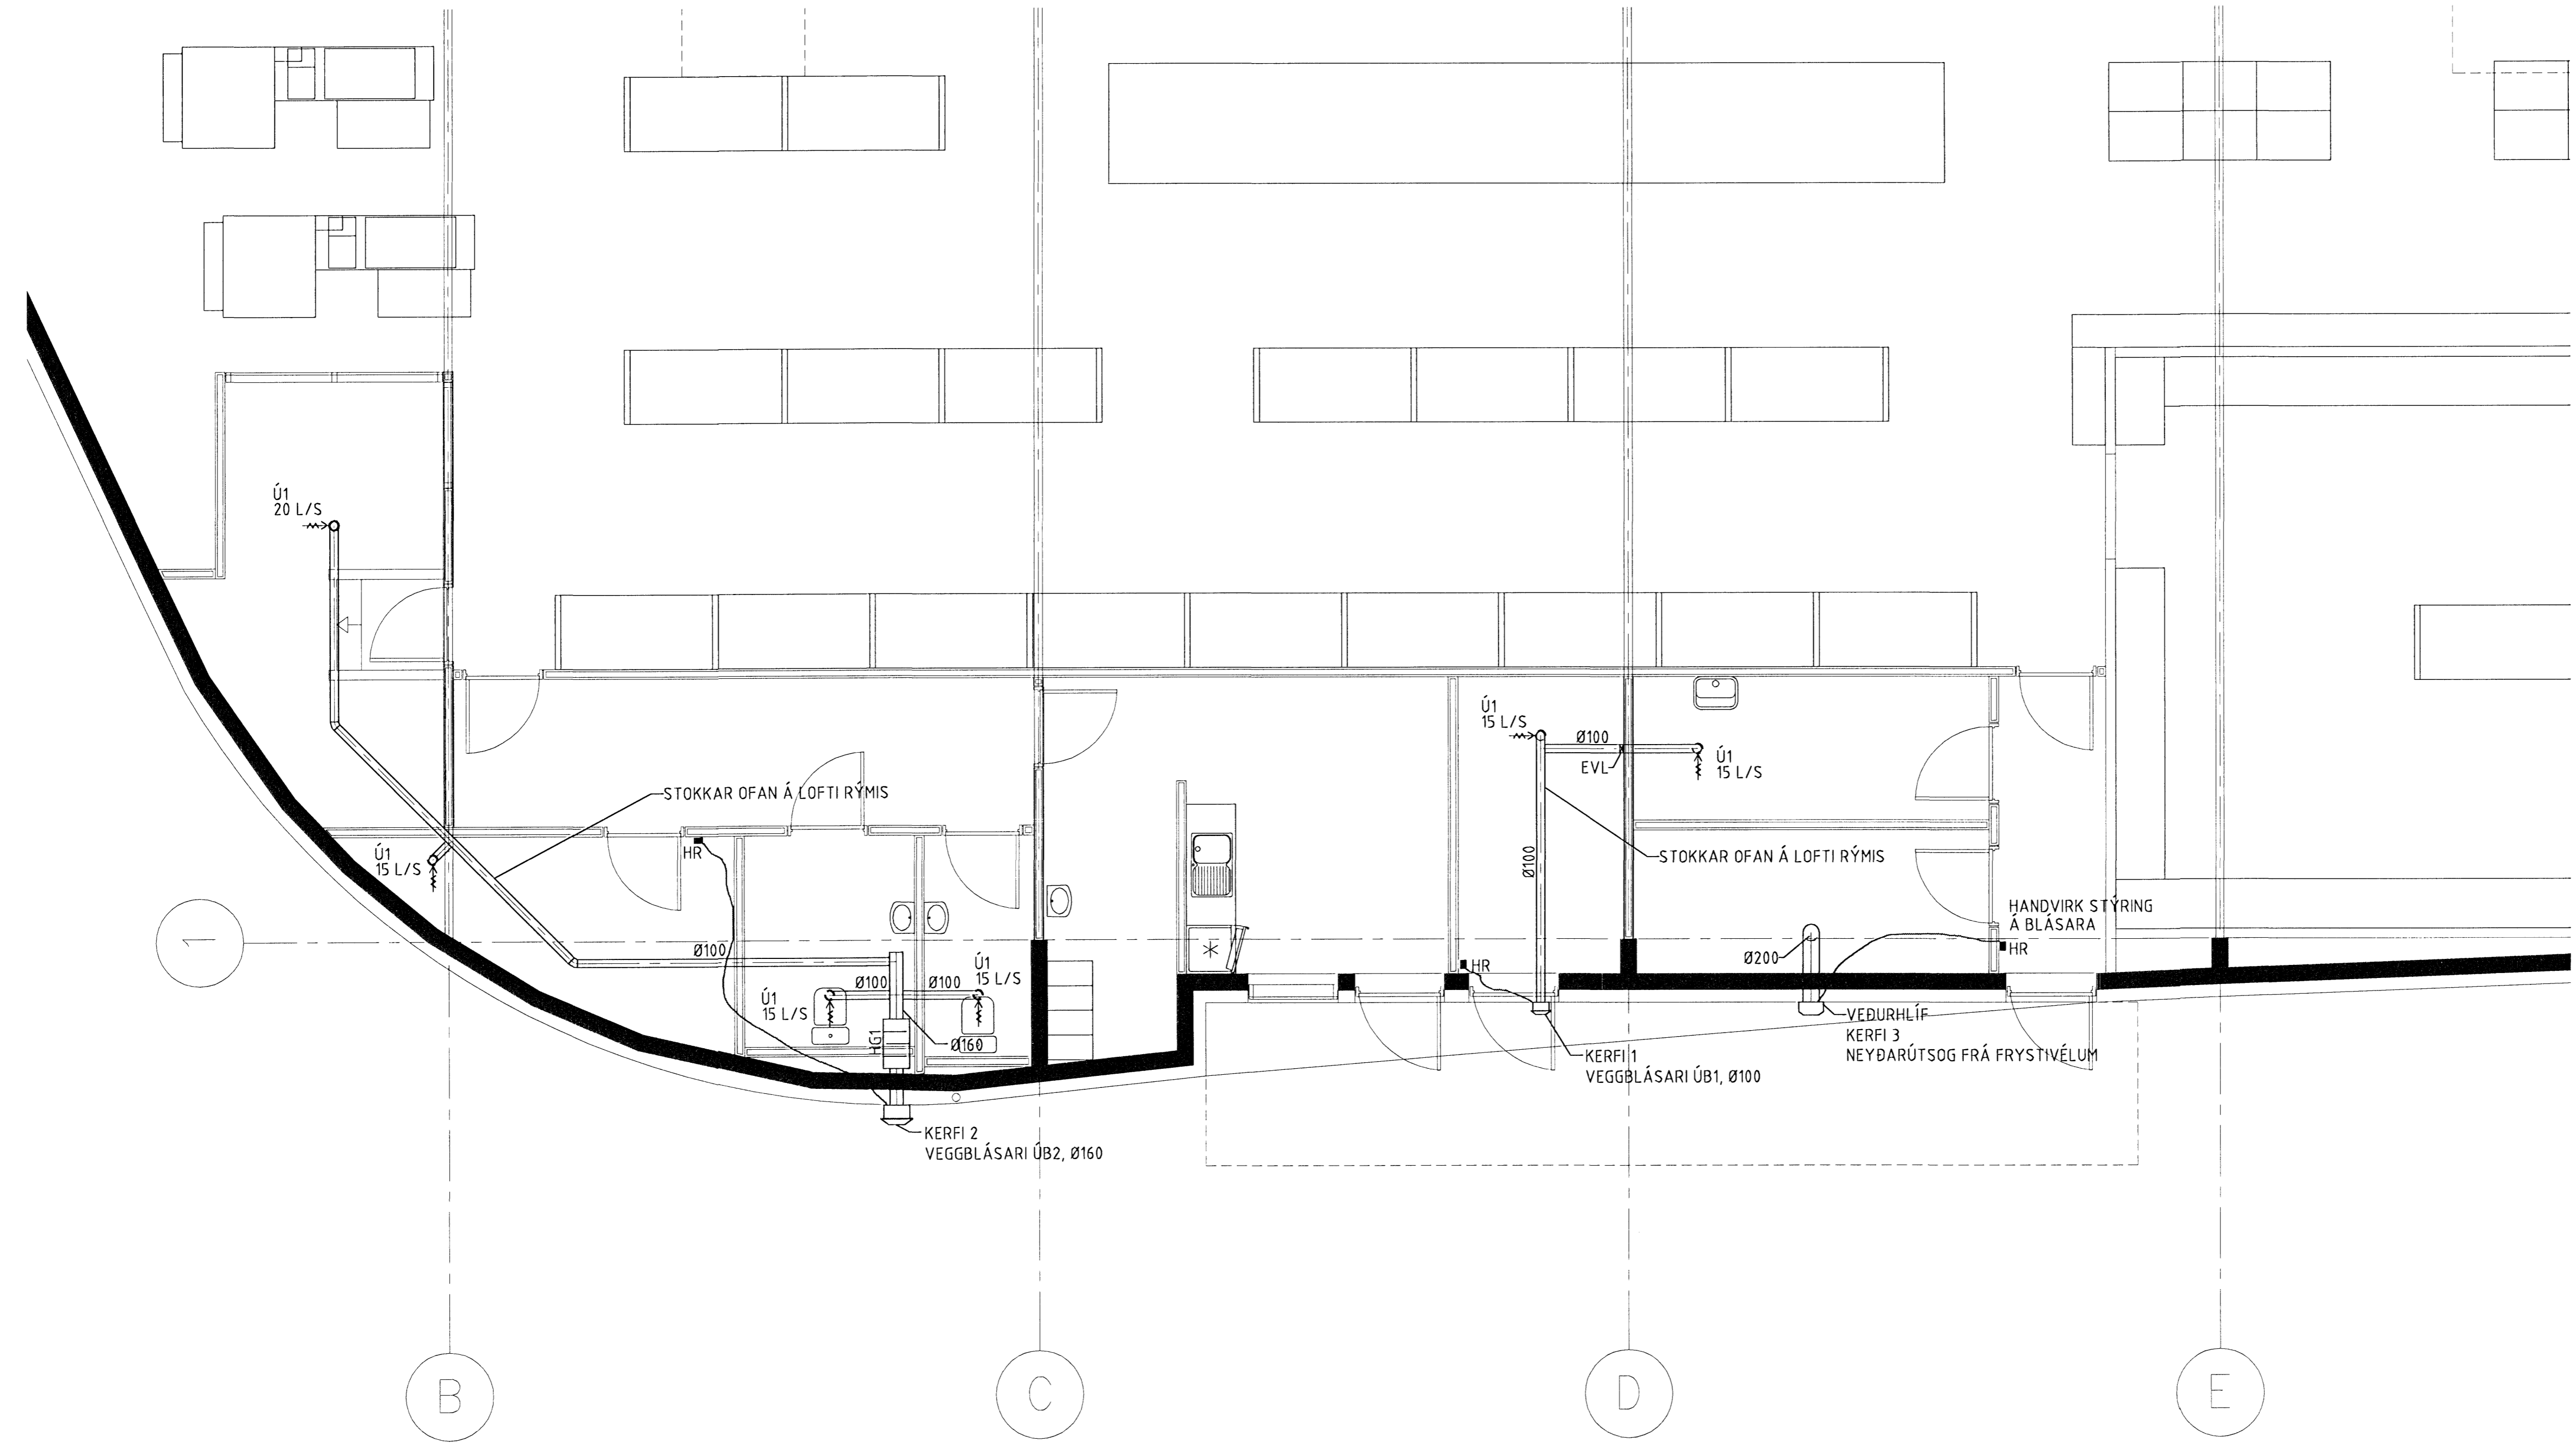 Ú1
20 L/S
Ú1
15 L/S
Ø100
EVL
Ú1
15 L/S
STOKKAR OFAN Á LOFTI RÝMIS
HR
Ú1
15 L/S
Ø100
STOKKAR OFAN Á LOFTI RÝMIS
HANDVIRK STÝRING
Á BLÁSARA
HR
1
Ø100
Ø200
HR
Ú1
15 L/S
Ø100
Ø100
Ú1
15 L/S
HG1
Ø160
VEÐURHLÍF
KERFI 3
NEYÐARÚTSOG FRÁ FRYSTIVÉLUM
KERFI 1
VEGGBLÁSARI ÚB1, Ø100
KERFI 2
VEGGBLÁSARI ÚB2, Ø160
B
C
D
E